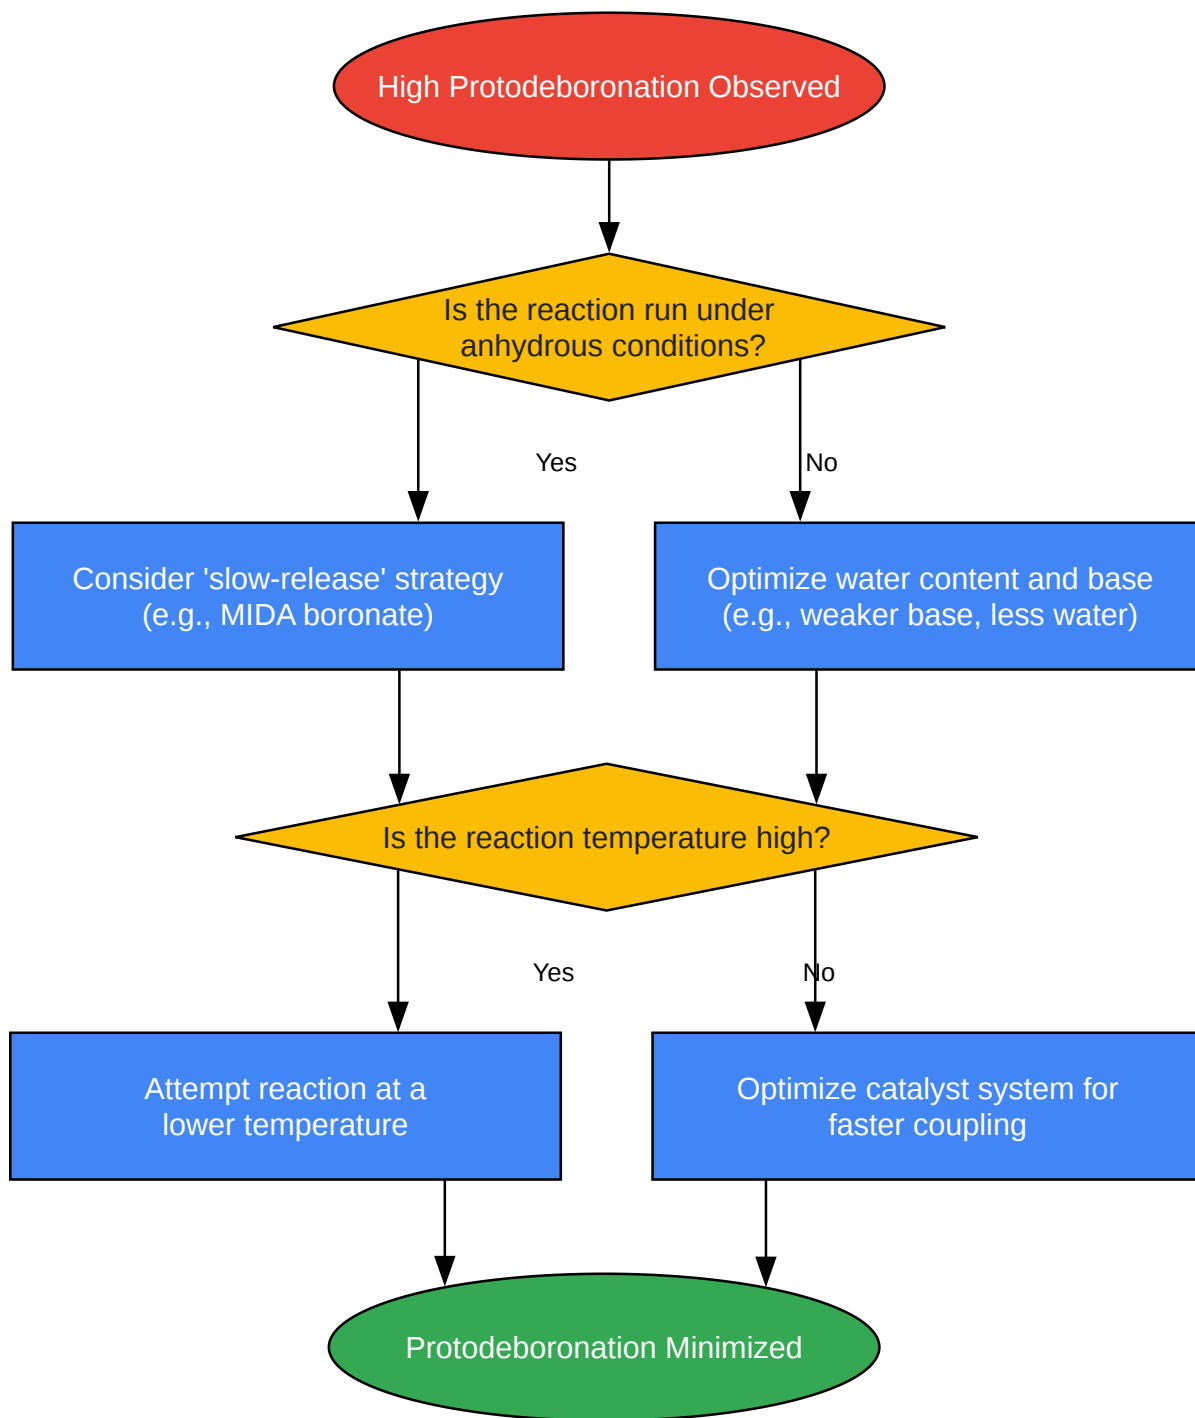 High Protodeboronation Observed
Is the reaction run under
anhydrous conditions?
Yes
No
Consider 'slow-release' strategy
(e.g., MIDA boronate)
Optimize water content and base
(e.g., weaker base, less water)
Is the reaction temperature high?
Yes
No
Attempt reaction at a
lower temperature
Optimize catalyst system for
faster coupling
Protodeboronation Minimized